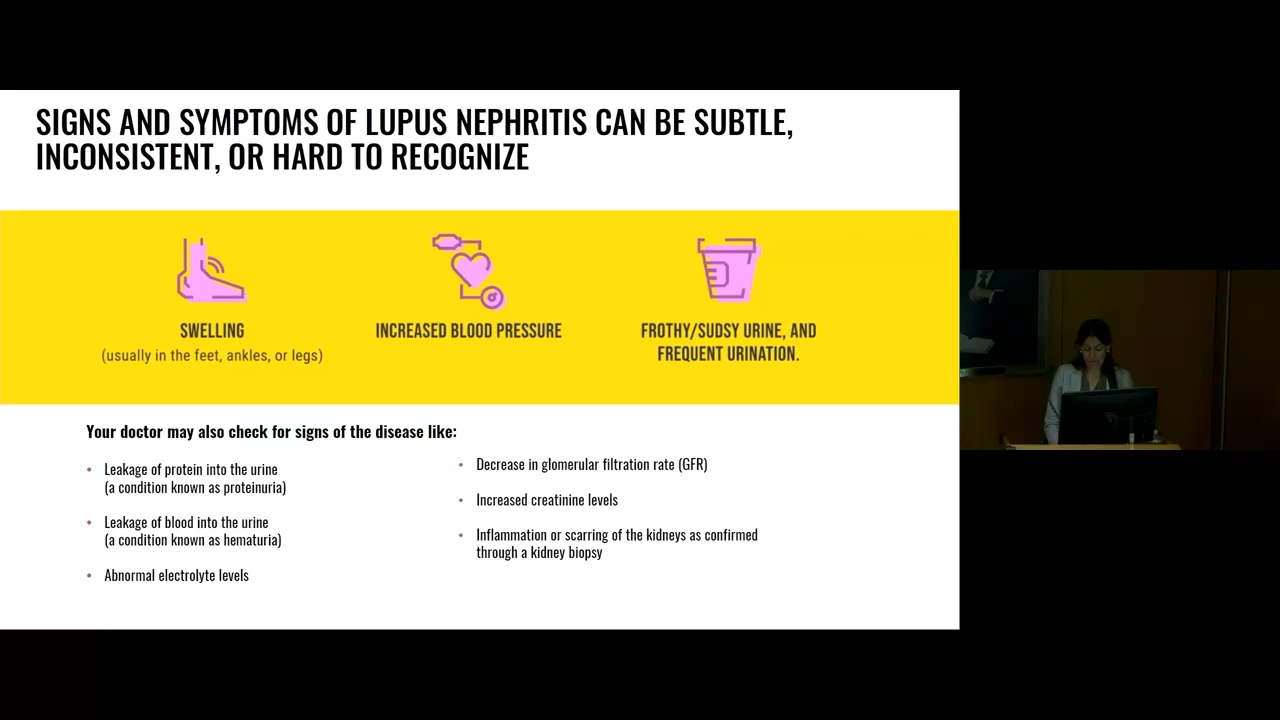 SIGNS AND SYMPTOMS OF LUPUS NEPHRITIS CAN BE SUBTLE,
INCONSISTENT, OR HARD TO RECOGNIZE
SWELLING
(usually in the feet, ankles, or legs)
INCREASED BLOOD PRESSURE
FROTHY/SUDSY URINE, AND
FREQUENT URINATION.
Your doctor may also check for signs of the disease like:
• Leakage of protein into the urine
(a condition known as proteinuria)
• Leakage of blood into the urine
(a condition known as hematuria)
• Abnormal electrolyte levels
• Decrease in glomerular filtration rate (GFR)
• Increased creatinine levels
• Inflammation or scarring of the kidneys as confirmed
through a kidney biopsy